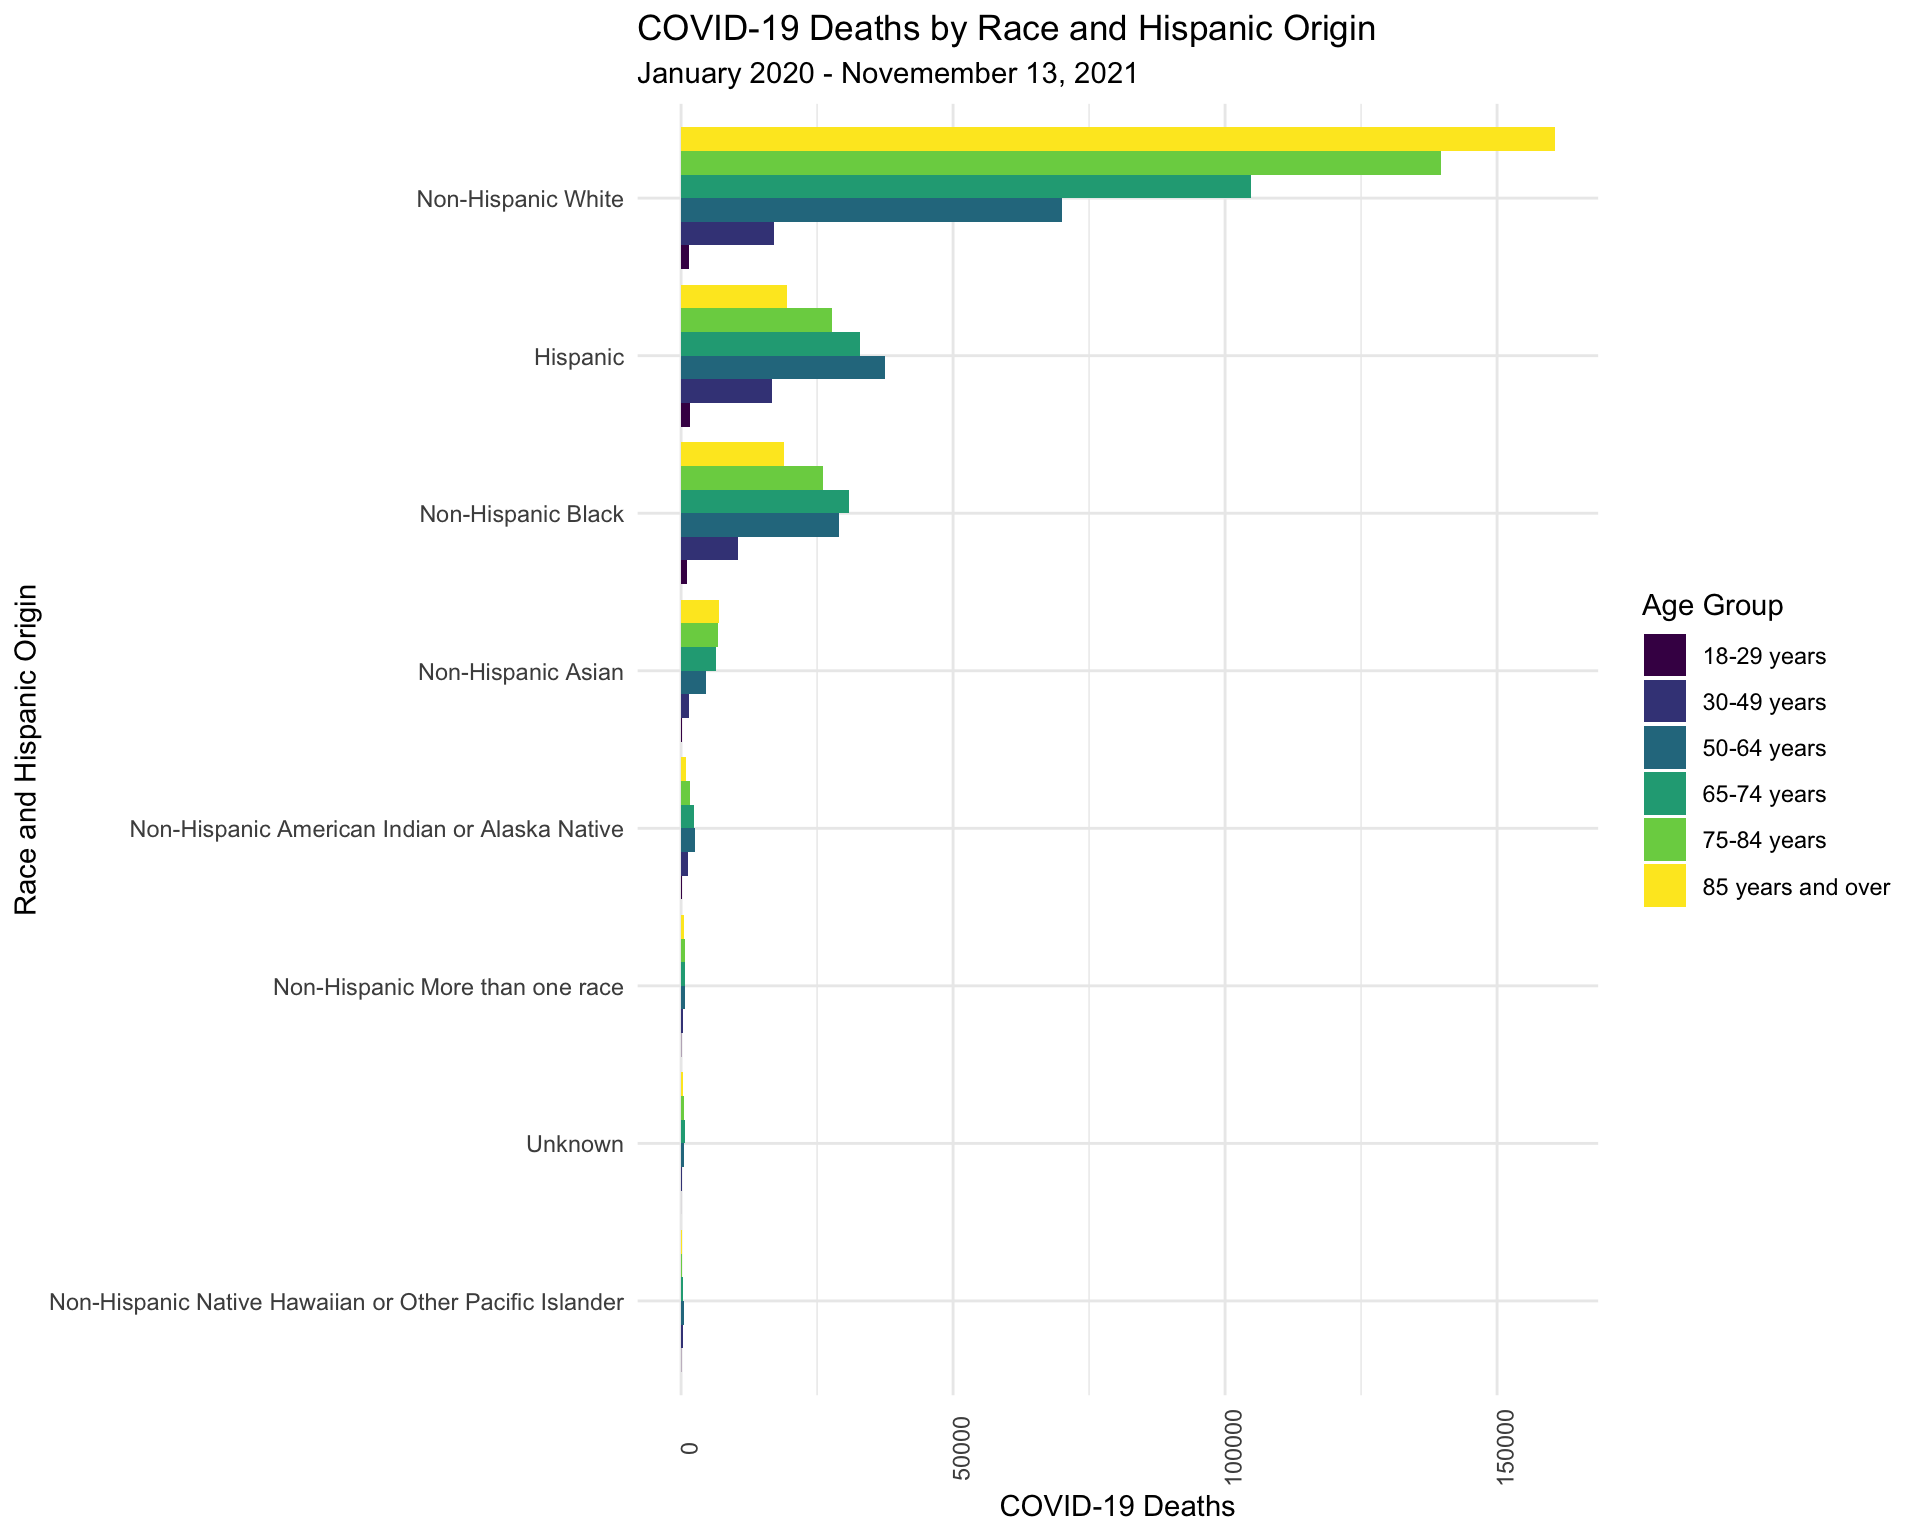 COVID-19 Deaths by Race and Hispanic Origin
January 2020 - Novemember 13, 2021
Race and Hispanic Origin
Non-Hispanic White
Hispanic
Non-Hispanic Black
Non-Hispanic Asian
Non-Hispanic American Indian or Alaska Native
Non-Hispanic More than one race
Unknown
Non-Hispanic Native Hawaiian or Other Pacific Islander
0
50000
100000
150000
COVID-19 Deaths
Age Group
18-29 years
30-49 years
50-64 years
65-74 years
75-84 years
85 years and over